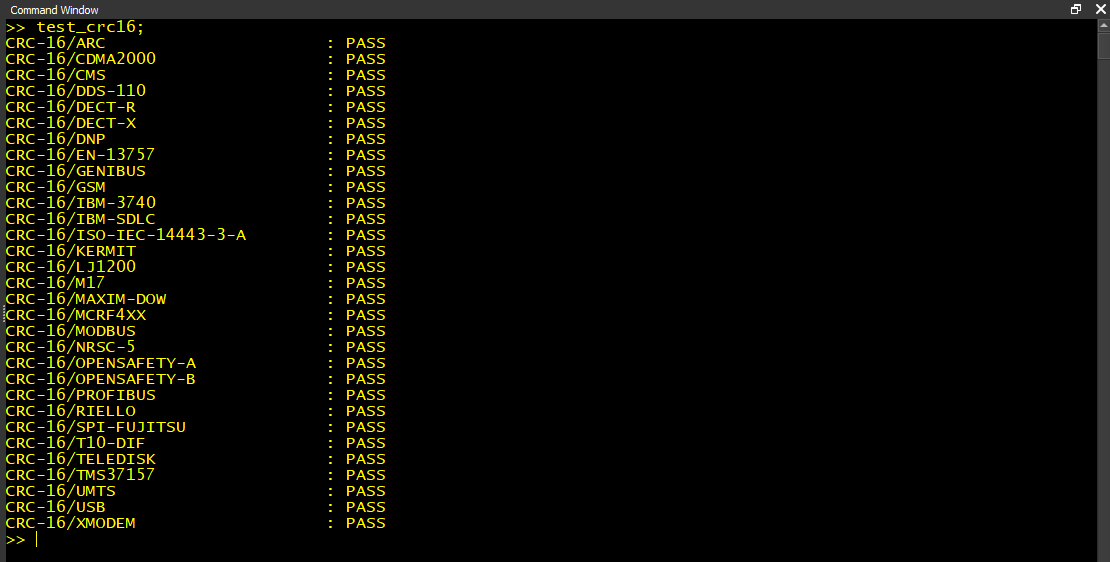 Command Window
>> test_crc16;
CRC-16/ARC : PASS
CRC-16/CDMA2000 : PASS
CRC-16/CMS : PASS
CRC-16/DDS-110 : PASS
CRC-16/DECT-R : PASS
CRC-16/DECT-X : PASS
CRC-16/DNP : PASS
CRC-16/EN-13757 : PASS
CRC-16/GENIBUS : PASS
CRC-16/GSM : PASS
CRC-16/IBM-3740 : PASS
CRC-16/IBM-SDLC : PASS
CRC-16/ISO-IEC-14443-3-A : PASS
CRC-16/KERMIT : PASS
CRC-16/LJ1200 : PASS
CRC-16/M17 : PASS
CRC-16/MAXIM-DOW : PASS
CRC-16/MCRF4XX : PASS
CRC-16/MODBUS : PASS
CRC-16/NRSC-5 : PASS
CRC-16/OPENSAFETY-A : PASS
CRC-16/OPENSAFETY-B : PASS
CRC-16/PROFIBUS : PASS
CRC-16/RIELLO : PASS
CRC-16/SPI-FUJITSU : PASS
CRC-16/T10-DIF : PASS
CRC-16/TELEDISK : PASS
CRC-16/TMS37157 : PASS
CRC-16/UMTS : PASS
CRC-16/USB : PASS
CRC-16/XMODEM : PASS
>>